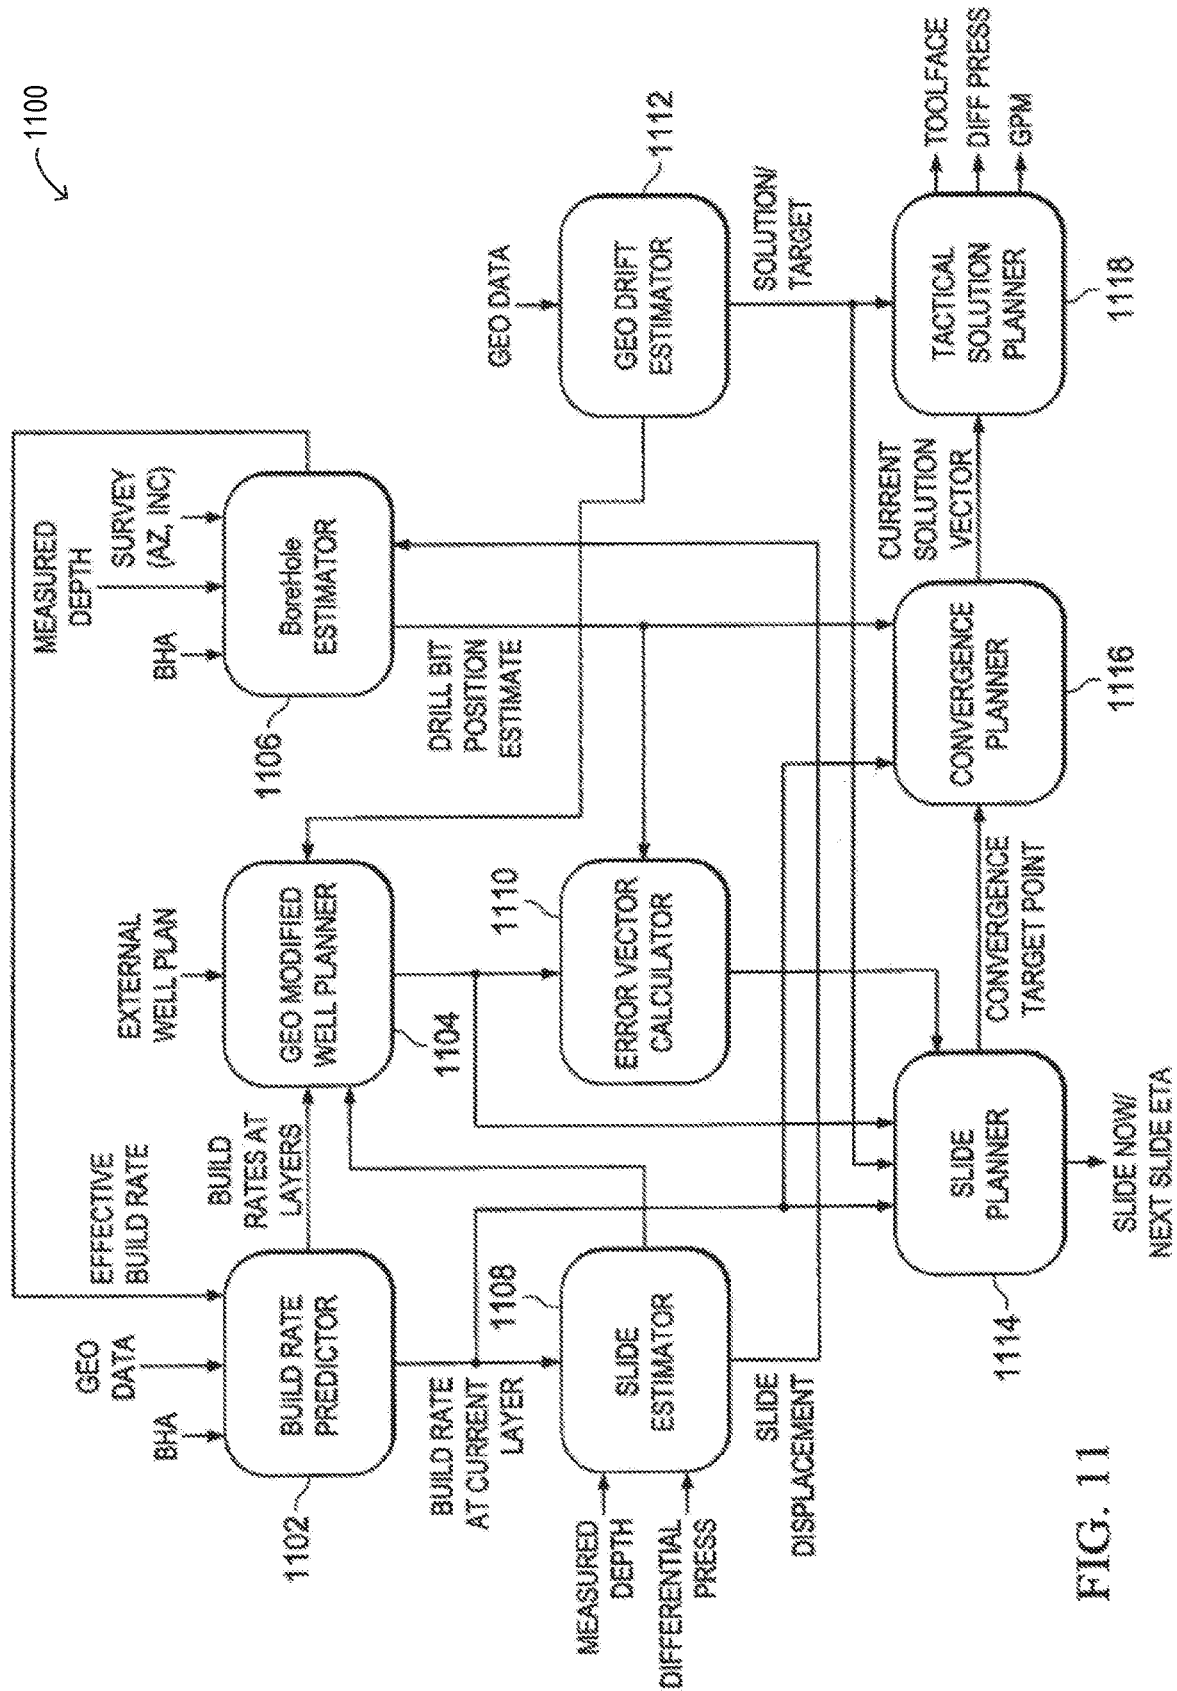 1100
EFFECTIVE
BUILD RATE
GEO
DATA
BHA
BUILD RATE
PREDICTOR
1102
BUILD
RATES AT
LAYERS
EXTERNAL
WELL PLAN
GEO MODIFIED
WELL PLANNER
1104
MEASURED
DEPTH
SURVEY
(AZ, INC)
BHA
BoreHole
ESTIMATOR
1106
BUILD RATE
AT CURRENT
LAYER
1108
SLIDE
ESTIMATOR
MEASURED
DEPTH
DIFFERENTIAL
PRESS
SLIDE
DISPLACEMENT
1110
ERROR VECTOR
CALCULATOR
DRILL BIT
POSITION
ESTIMATE
GEO DATA
GEO DRIFT
ESTIMATOR
1112
SOLUTION/
TARGET
SLIDE
PLANNER
1114
SLIDE NOW/
NEXT SLIDE ETA
CONVERGENCE
TARGET POINT
CONVERGENCE
PLANNER
1116
CURRENT
SOLUTION
VECTOR
TACTICAL
SOLUTION
PLANNER
1118
TOOLFACE
DIFF PRESS
GPM
FIG. 11